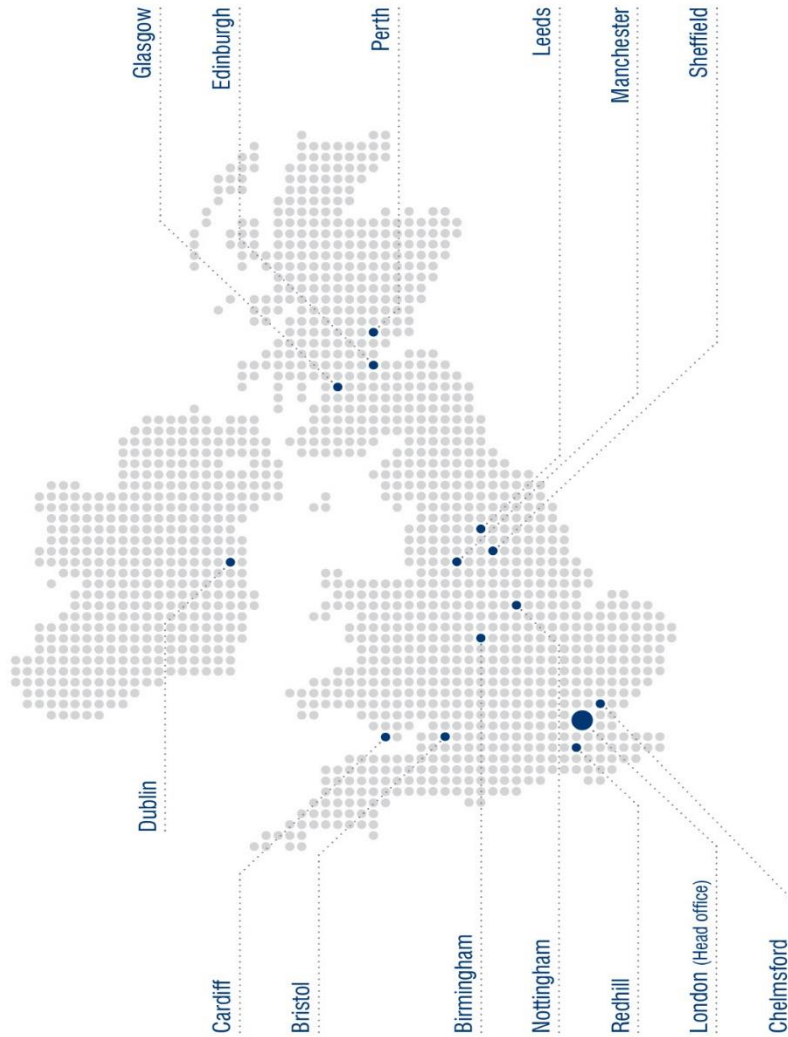 Glasgow
Edinburgh
Perth
Leeds
Manchester
Sheffield
Dublin
Cardiff
Bristol
Birmingham
Nottingham
Redhill
London (Head office)
Chelmsford